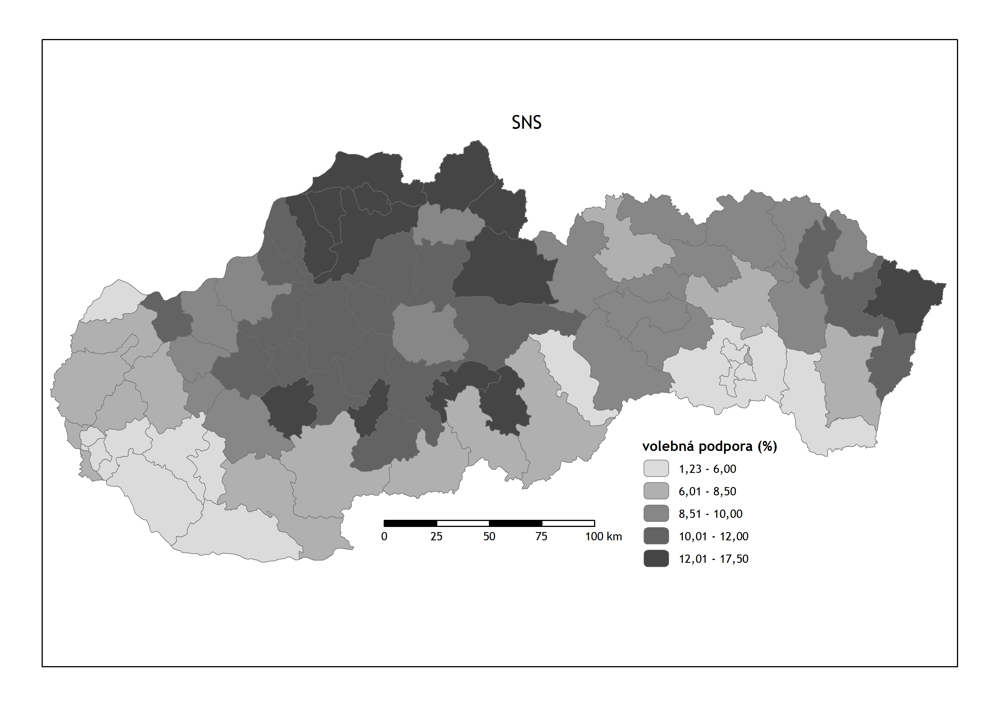 SNS
volebná podpora (%)
1,23 - 6,00
6,01 - 8,50
8,51 - 10,00
10,01 - 12,00
12,01 - 17,50
0 25 50 75 100 km